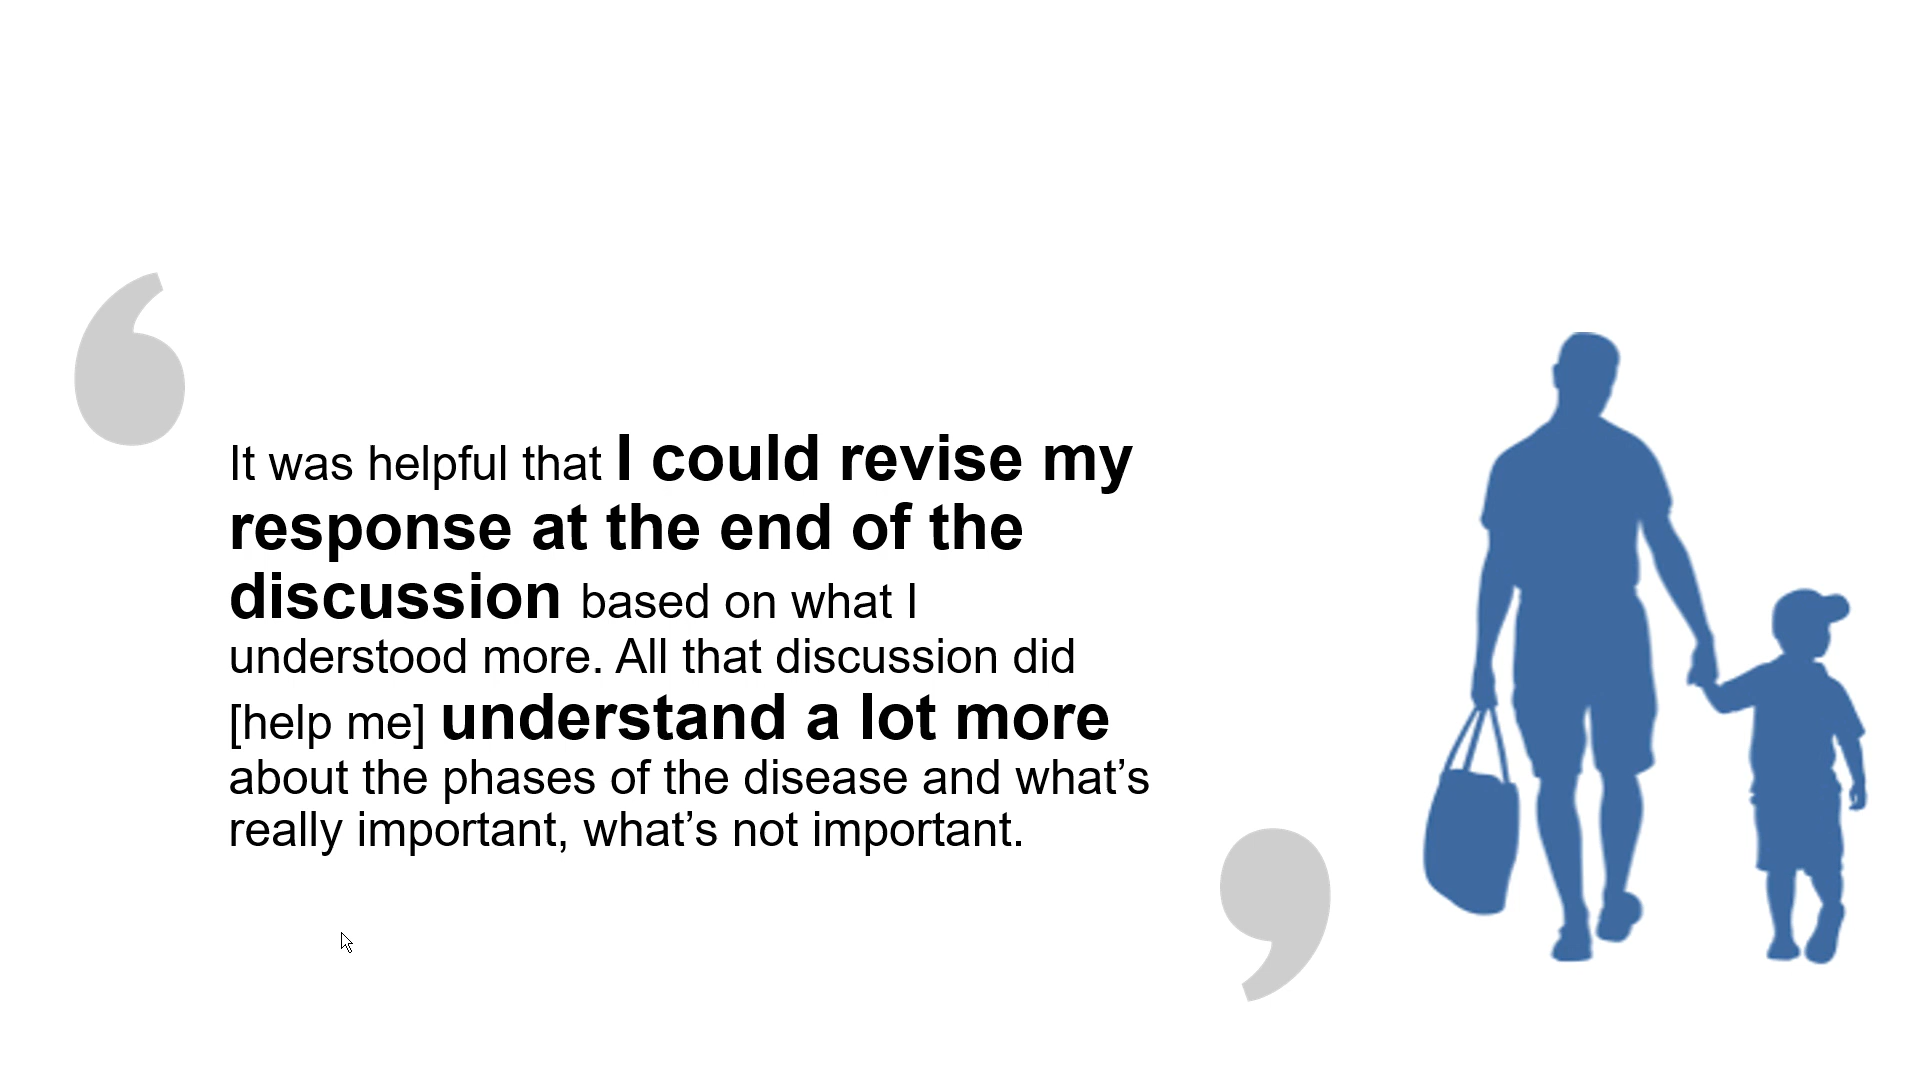 ‘
It was helpful that I could revise my
response at the end of the
discussion based on what I
understood more. All that discussion did
[help me] understand a lot more
about the phases of the disease and what’s
really important, what’s not important.
’